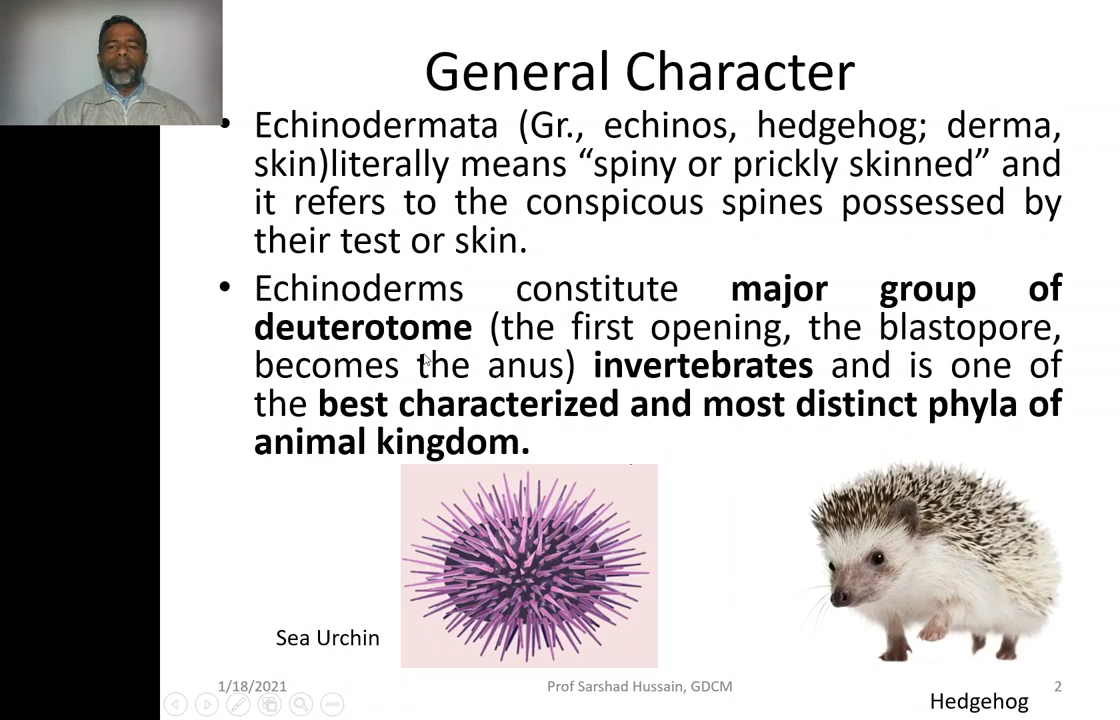 General Character
• Echinodermata (Gr., echinos, hedgehog; derma,
skin)literally means “spiny or prickly skinned” and
it refers to the conspicous spines possessed by
their test or skin.
• Echinoderms constitute major group of
deuterotome (the first opening, the blastopore,
becomes the anus) invertebrates and is one of
the best characterized and most distinct phyla of
animal kingdom.
Sea Urchin
1/18/2021
Prof Sarshad Hussain, GDCM
2
Hedgehog